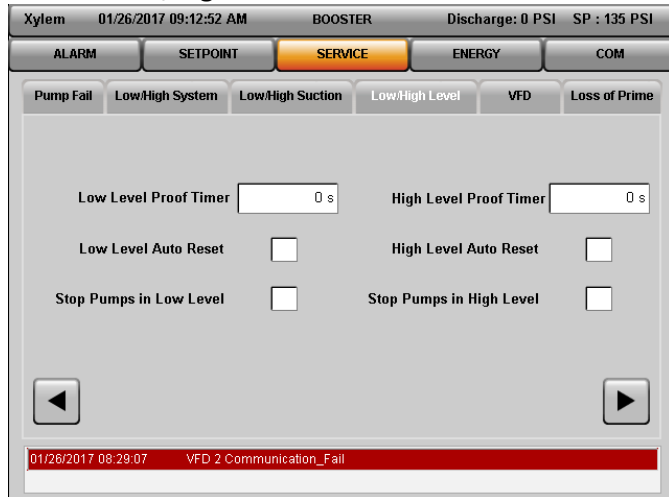 Xylem 01/26/2017 09:12:52 AM BOOSTER Discharge: 0 PSI SP : 135 PSI
ALARM SETPOINT SERVICE ENERGY COM
Pump Fail Low/High System Low/High Suction Low/High Level VFD Loss of Prime
Low Level Proof Timer 0 s High Level Proof Timer 0 s
Low Level Auto Reset High Level Auto Reset
Stop Pumps in Low Level Stop Pumps in High Level
01/26/2017 08:29:07 VFD 2 Communication_Fail